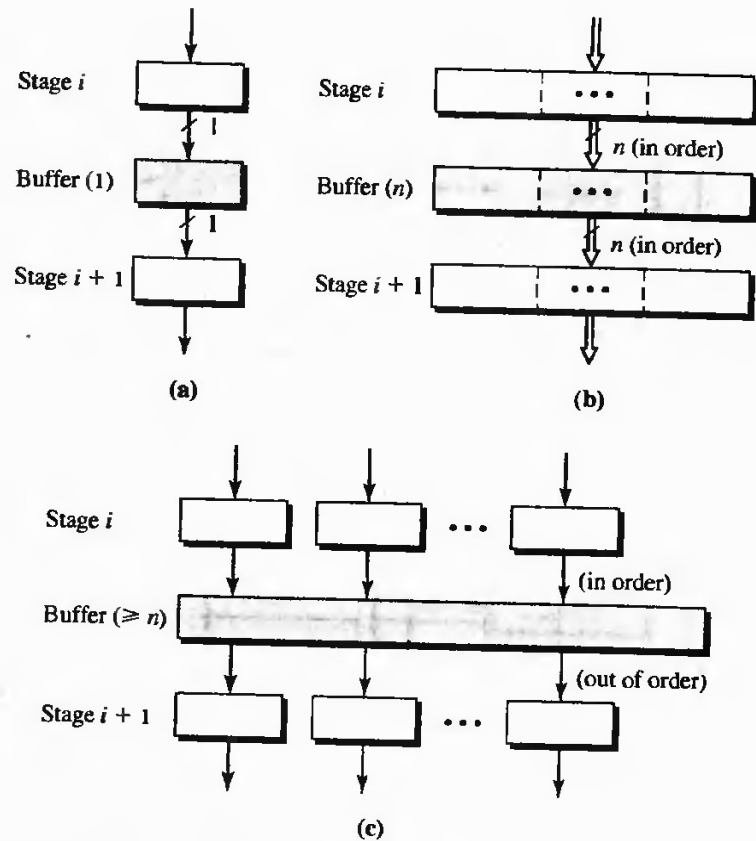 Stage i
1
Buffer (1)
1
Stage i + 1
(a)
Stage i
•••
n (in order)
Buffer (n)
•••
n (in order)
Stage i + 1
•••
(b)
Stage i
•••
(in order)
Buffer (⩾ n)
(out of order)
Stage i + 1
•••
(c)